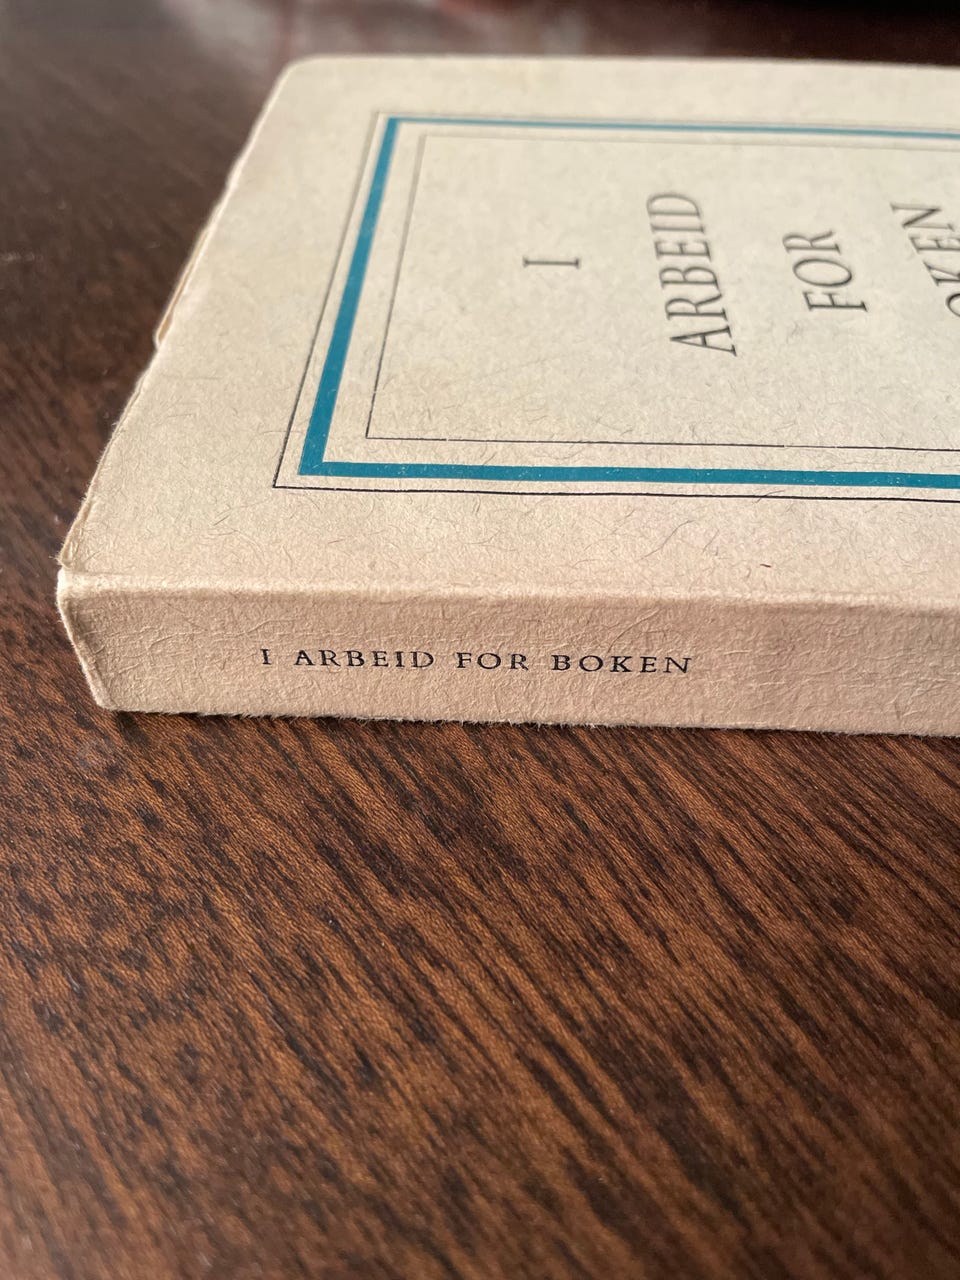 I
ARBEID
FOR
I ARBEID FOR BOKEN